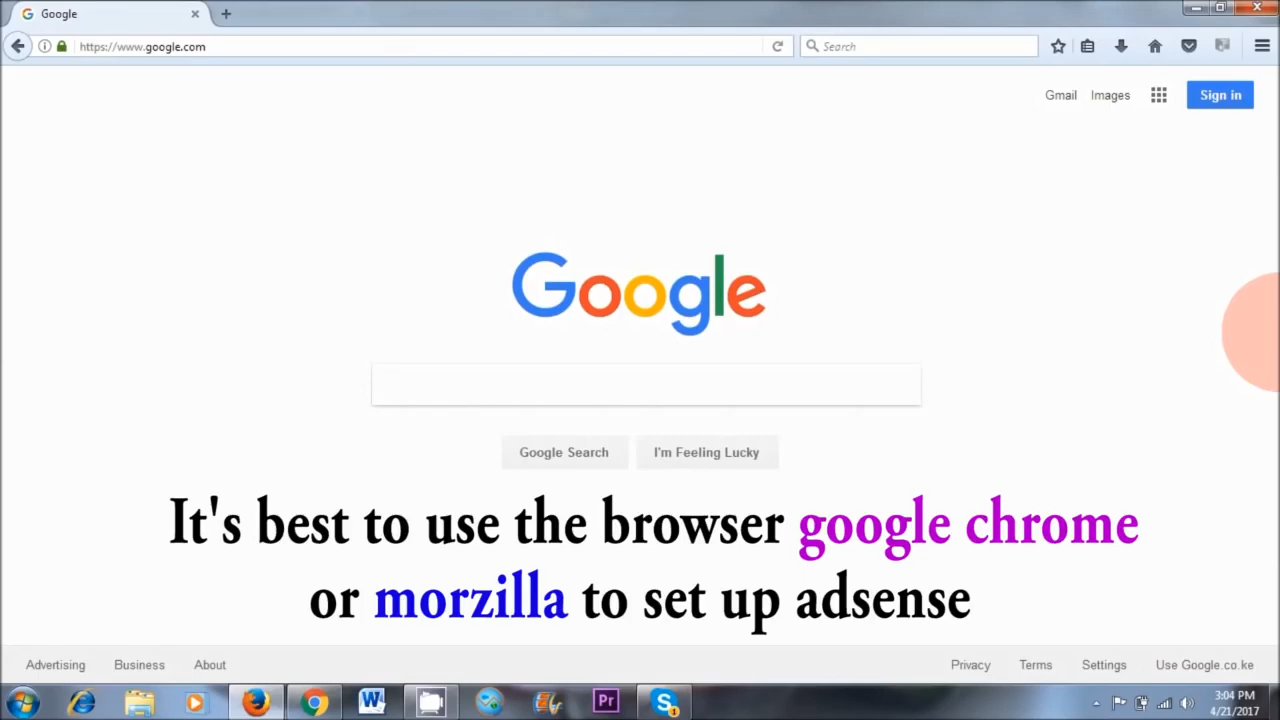 Google
https://www.google.com
Search
Gmail Images Sign in
Google
Google Search I'm Feeling Lucky
It's best to use the browser google chrome
or morzilla to set up adsense
Advertising Business About Privacy Terms Settings Use Google.co.ke
W Pr S 1 3:04 PM
4/21/2017